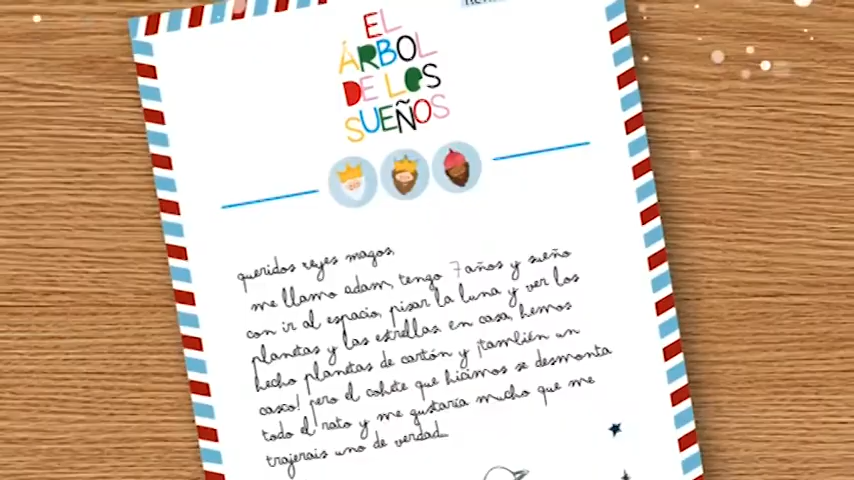 EL
ÁRBOL
DE LOS
SUEÑOS
queridos reyes magos,
me llamo adam, tengo 7 años y sueño
con ir al espacio, pisar la luna y ver los
planetas y las estrellas. en casa, hemos
hecho planetas de cartón y ¡también un
casco! pero el cohete que hicimos se desmonta
todo el rato y me gustaría mucho que me
trajerais uno de verdad...